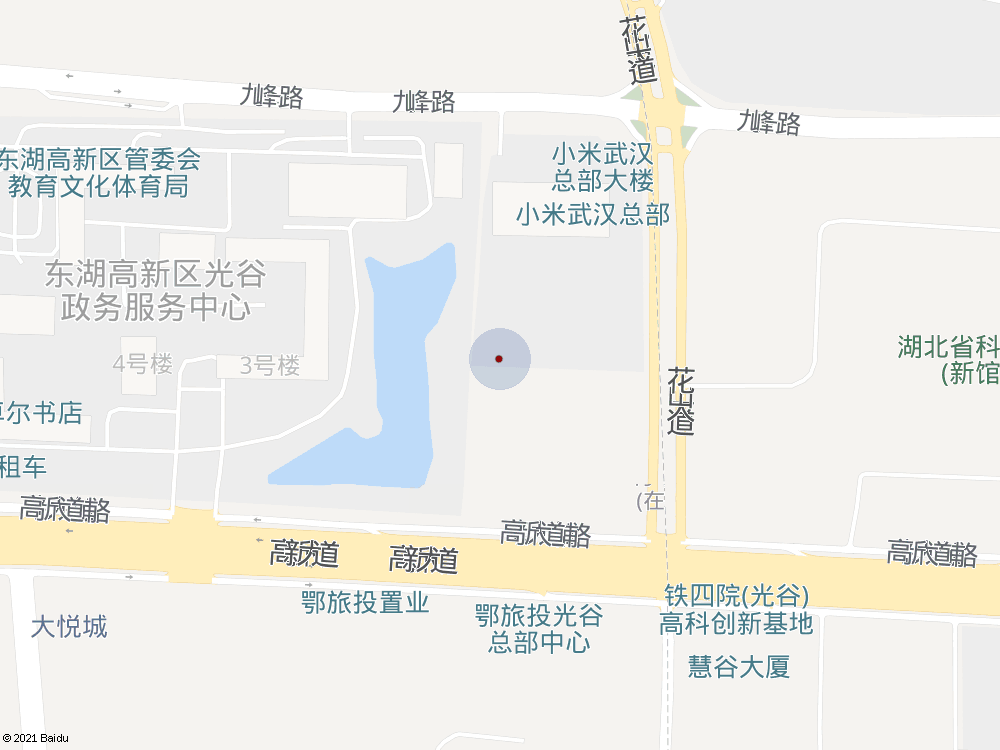 花山大道
九峰路
九峰路
九峰路
东湖高新区管委会
教育文化体育局
小米武汉
总部大楼
小米武汉总部
东湖高新区光谷
政务服务中心
湖北省科
(新馆
4号楼
3号楼
花山大道
卓尔书店
租车
(在
高新大道辅路
高新大道辅路
高新大道
高新大道
高新大道辅路
鄂旅投置业
鄂旅投光谷
总部中心
铁四院(光谷)
高科创新基地
大悦城
慧谷大厦
© 2021 Baidu